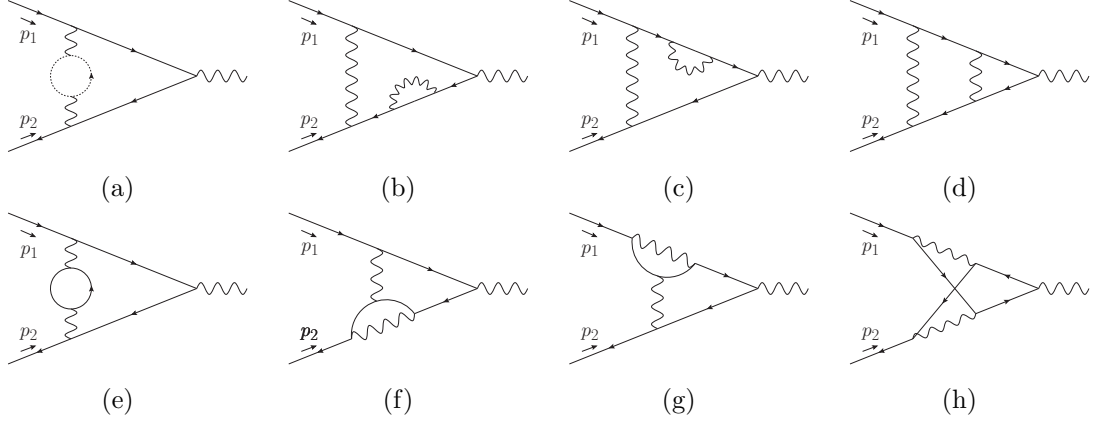 p₁ p₁ p₁ p₁
p₂ p₂ p₂ p₂
(a) (b) (c) (d)
p₁ p₁ p₁ p₁
p₂ p₂ p₂ p₂
(e) (f) (g) (h)